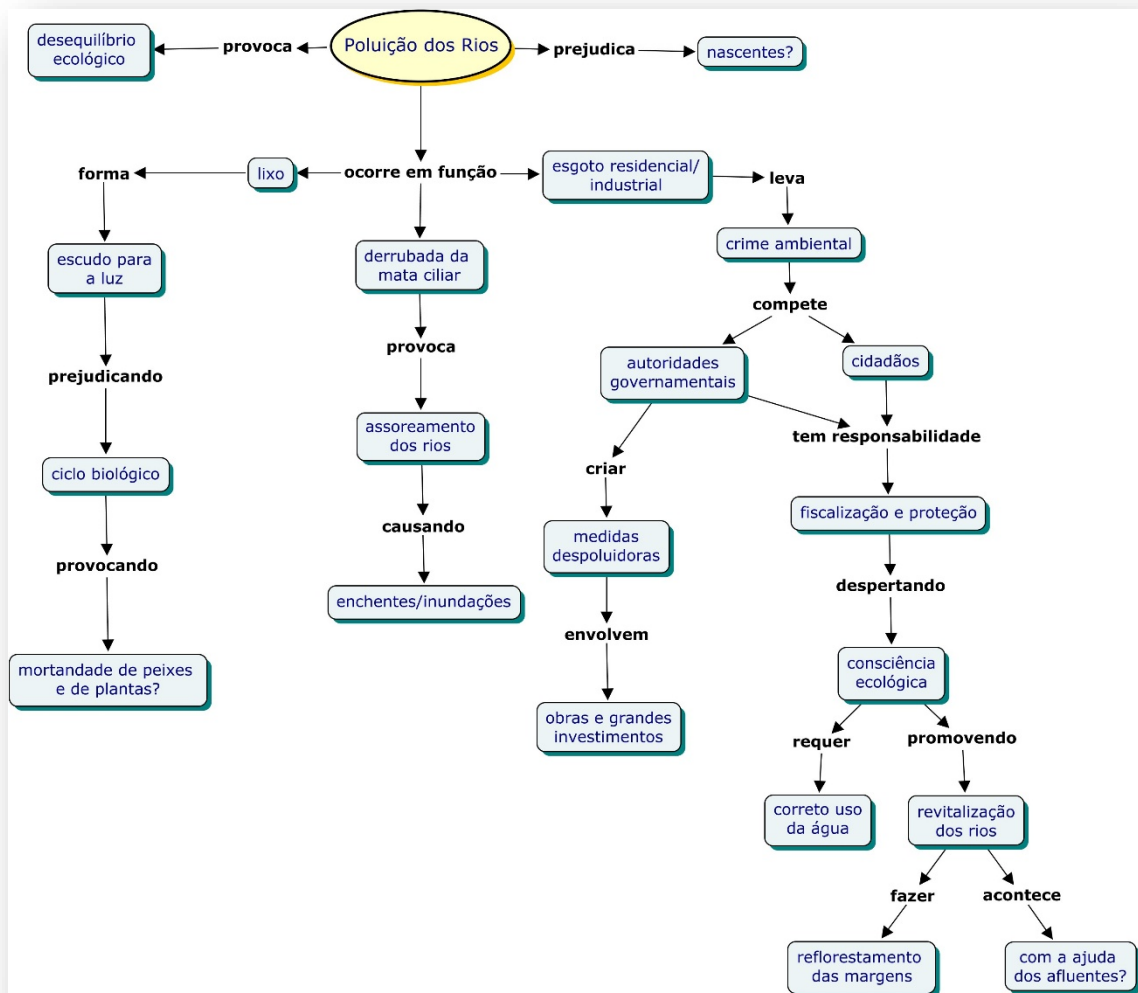 Poluição dos Rios
desequilíbrio
ecológico
provoca
prejudica
nascentes?
forma
lixo
ocorre em função
esgoto residencial/
industrial
leva
escudo para
a luz
derrubada da
mata ciliar
crime ambiental
compete
prejudicando
provoca
autoridades
governamentais
cidadãos
ciclo biológico
assoreamento
dos rios
criar
tem responsabilidade
provocando
causando
medidas
despoluidoras
fiscalização e proteção
mortandade de peixes
e de plantas?
enchentes/inundações
envolvem
despertando
obras e grandes
investimentos
consciência
ecológica
requer
promovendo
correto uso
da água
revitalização
dos rios
fazer
acontece
reflorestamento
das margens
com a ajuda
dos afluentes?